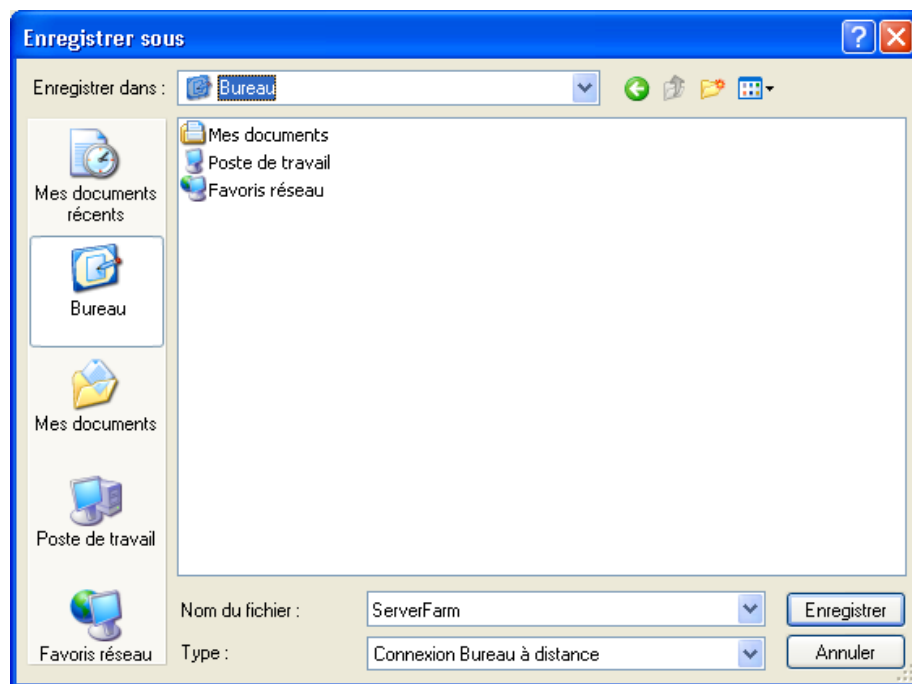 Enregistrer sous
Enregistrer dans : Bureau
Mes documents
Poste de travail
Favoris réseau
Mes documents
récents
Bureau
Mes documents
Poste de travail
Favoris réseau
Nom du fichier : ServerFarm Enregistrer
Type : Connexion Bureau à distance Annuler